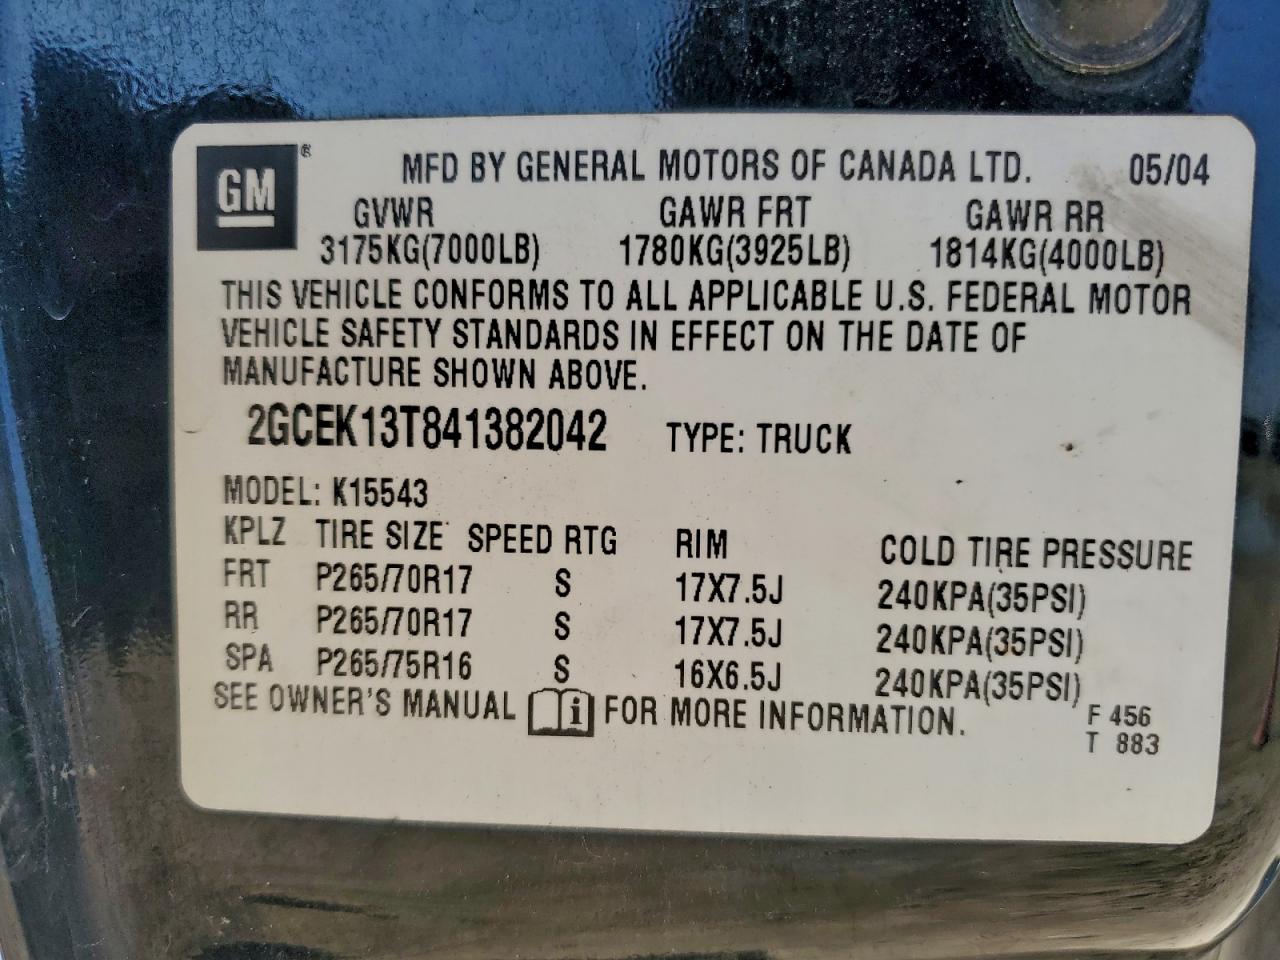 GM ® MFD BY GENERAL MOTORS OF CANADA LTD. 05/04
GVWR GAWR FRT GAWR RR
3175KG(7000LB) 1780KG(3925LB) 1814KG(4000LB)
THIS VEHICLE CONFORMS TO ALL APPLICABLE U.S. FEDERAL MOTOR
VEHICLE SAFETY STANDARDS IN EFFECT ON THE DATE OF
MANUFACTURE SHOWN ABOVE.
2GCEK13T841382042 TYPE: TRUCK
MODEL: K15543
KPLZ TIRE SIZE SPEED RTG RIM COLD TIRE PRESSURE
FRT P265/70R17 S 17X7.5J 240KPA(35PSI)
RR P265/70R17 S 17X7.5J 240KPA(35PSI)
SPA P265/75R16 S 16X6.5J 240KPA(35PSI)
SEE OWNER'S MANUAL i FOR MORE INFORMATION.
F 456
T 883